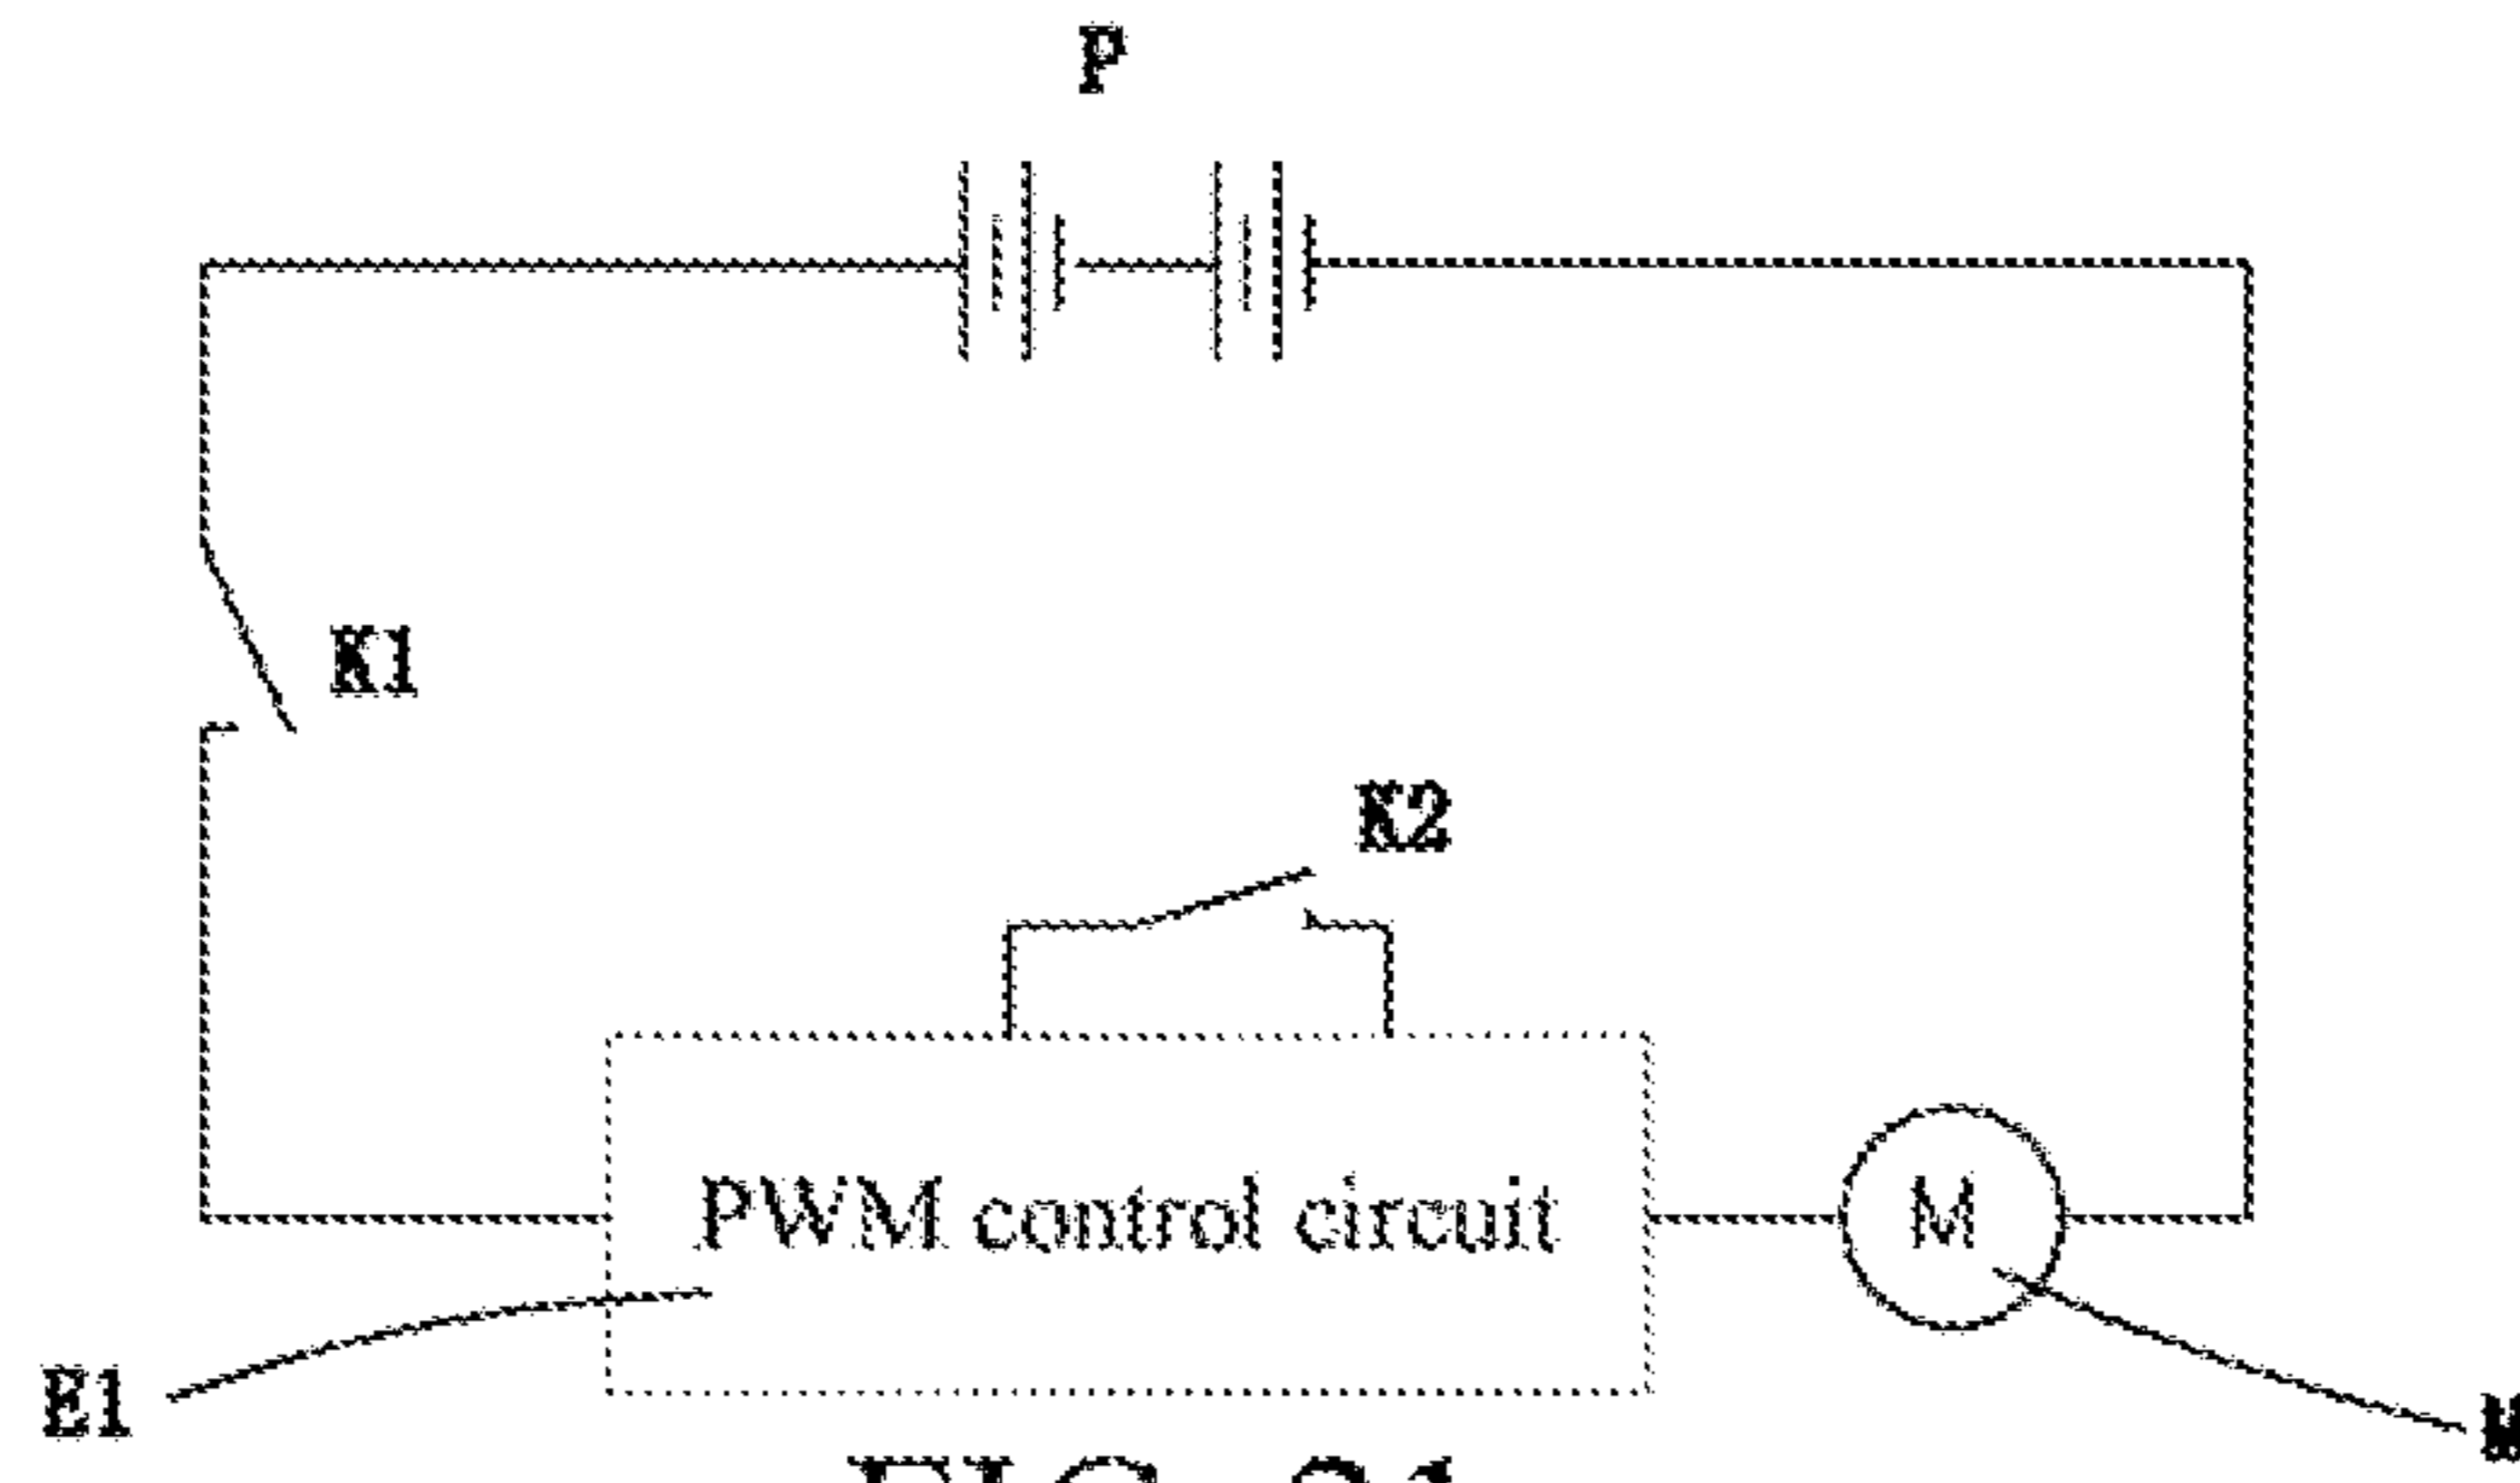 P
K1
K2
PWM control circuit
M
E1